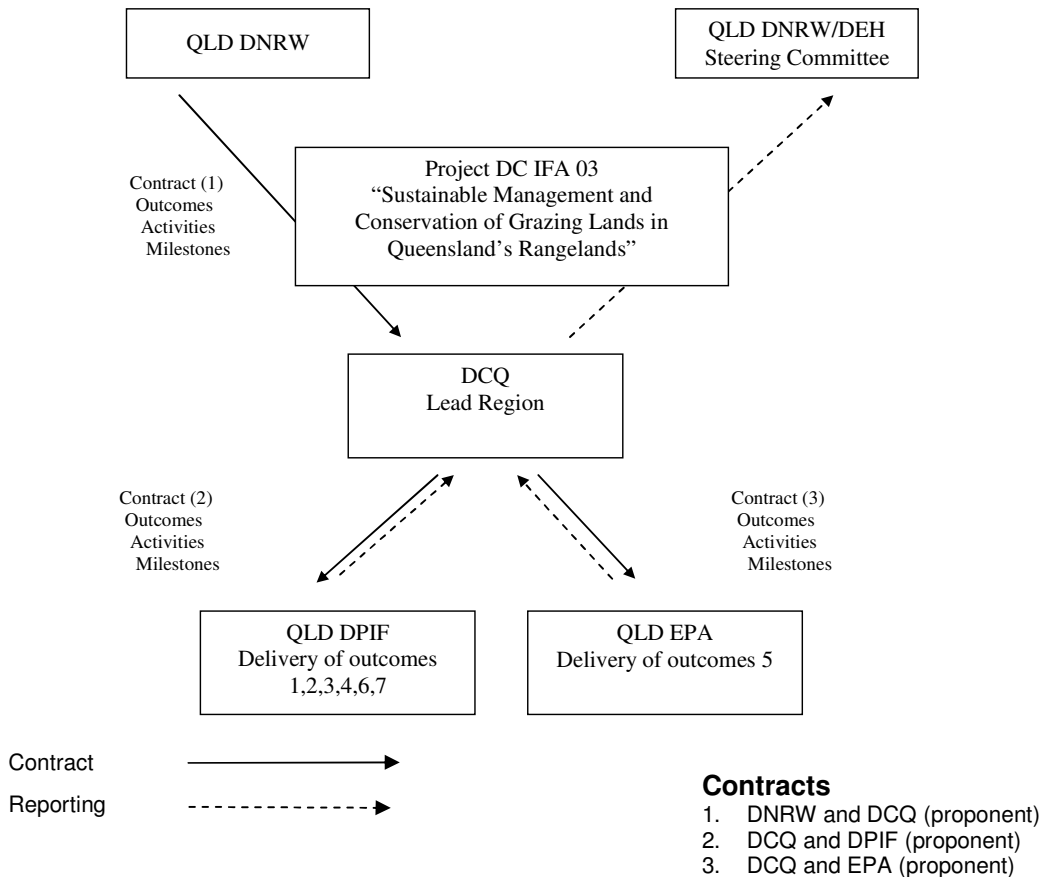 QLD DNRW
QLD DNRW/DEH
Steering Committee
Project DC IFA 03
“Sustainable Management and
Conservation of Grazing Lands in
Queensland’s Rangelands”
Contract (1)
Outcomes
Activities
Milestones
DCQ
Lead Region
Contract (2)
Outcomes
Activities
Milestones
Contract (3)
Outcomes
Activities
Milestones
QLD DPIF
Delivery of outcomes
1,2,3,4,6,7
QLD EPA
Delivery of outcomes 5
Contract
Reporting
Contracts
1. DNRW and DCQ (proponent)
2. DCQ and DPIF (proponent)
3. DCQ and EPA (proponent)